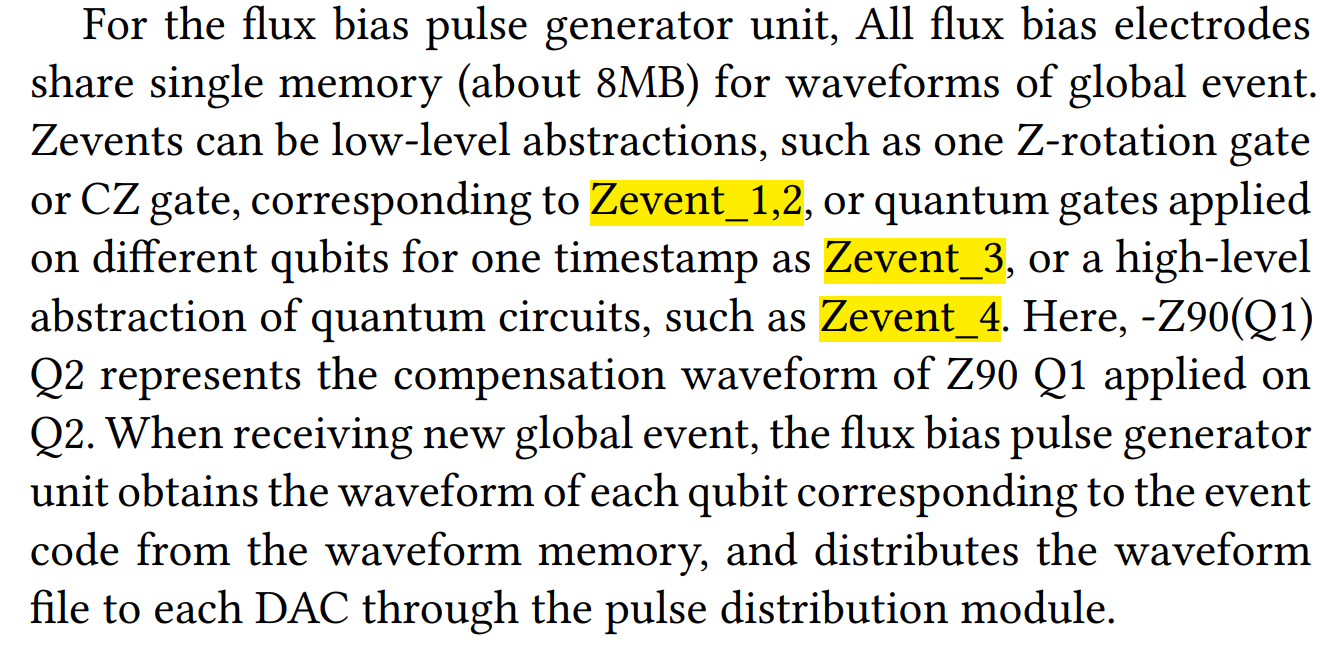 For the flux bias pulse generator unit, All flux bias electrodes
share single memory (about 8MB) for waveforms of global event.
Zevents can be low-level abstractions, such as one Z-rotation gate
or CZ gate, corresponding to Zevent_1,2, or quantum gates applied
on different qubits for one timestamp as Zevent_3, or a high-level
abstraction of quantum circuits, such as Zevent_4. Here, -Z90(Q1)
Q2 represents the compensation waveform of Z90 Q1 applied on
Q2. When receiving new global event, the flux bias pulse generator
unit obtains the waveform of each qubit corresponding to the event
code from the waveform memory, and distributes the waveform
file to each DAC through the pulse distribution module.